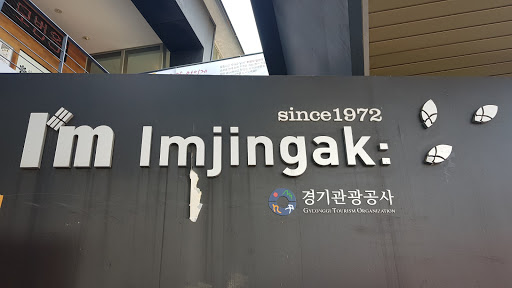 since1972
I'm Imjingak:
경기관광공사
GYEONGGI TOURISM ORGANIZATION